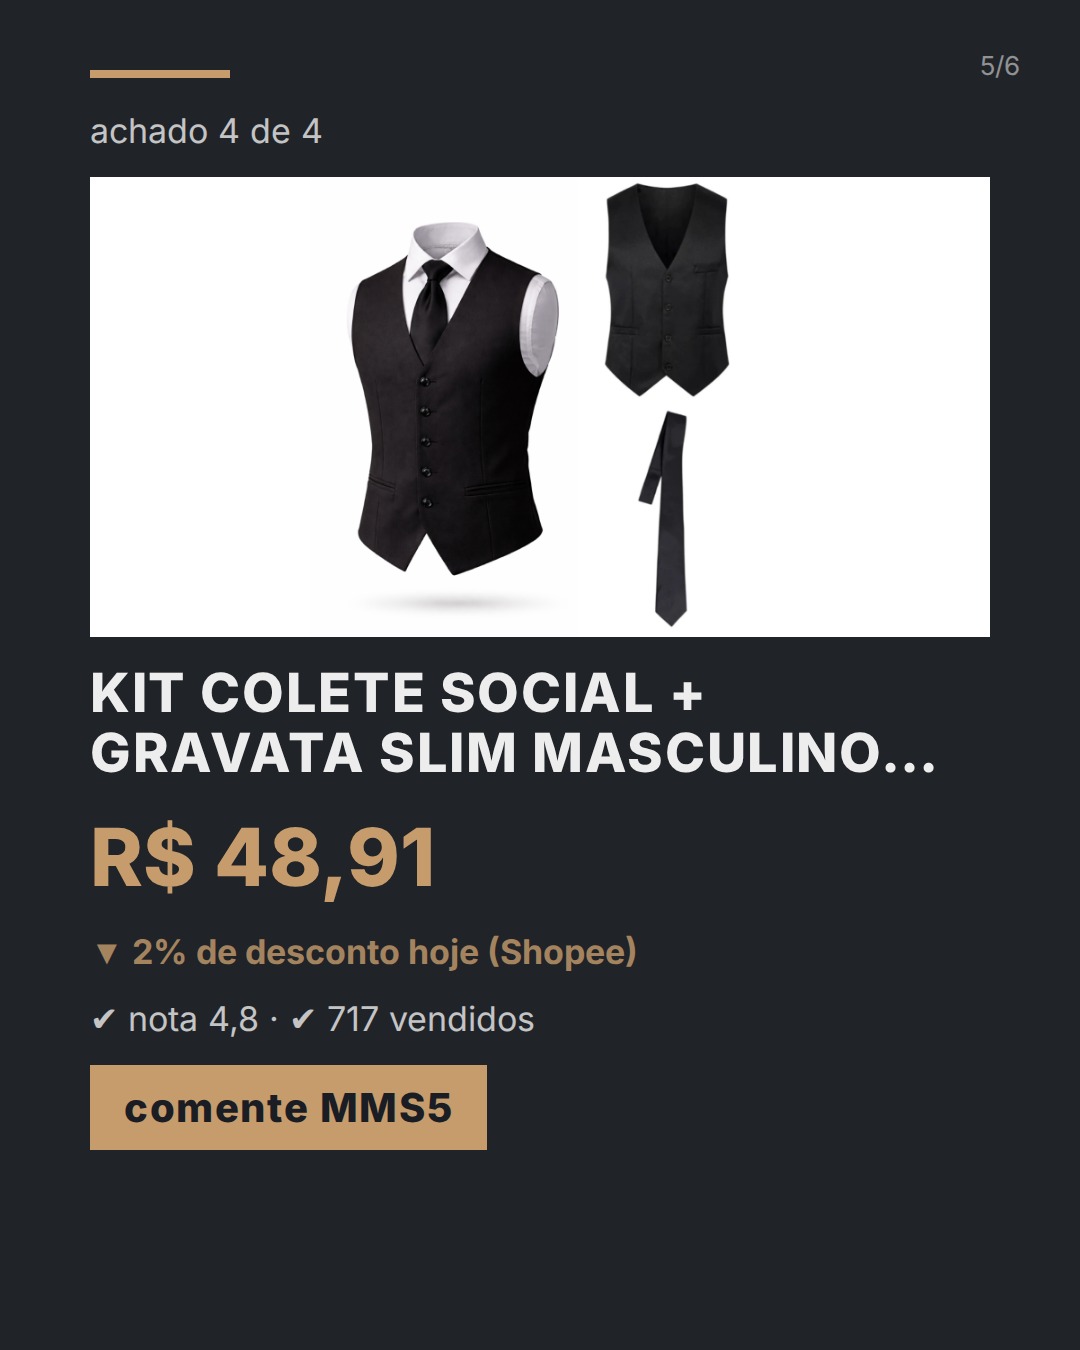 5/6
achado 4 de 4
KIT COLETE SOCIAL +
GRAVATA SLIM MASCULINO...
R$ 48,91
▼ 2% de desconto hoje (Shopee)
✔ nota 4,8 · ✔ 717 vendidos
comente MMS5